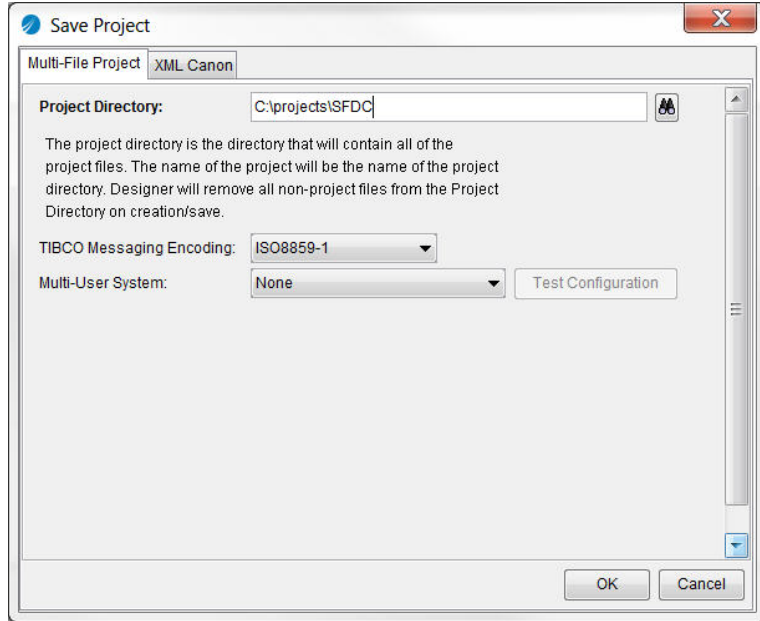 Save Project
Multi-File Project XML Canon
Project Directory: C:\projects\SFDC
The project directory is the directory that will contain all of the
project files. The name of the project will be the name of the project
directory. Designer will remove all non-project files from the Project
Directory on creation/save.
TIBCO Messaging Encoding: ISO8859-1
Multi-User System: None Test Configuration
OK Cancel